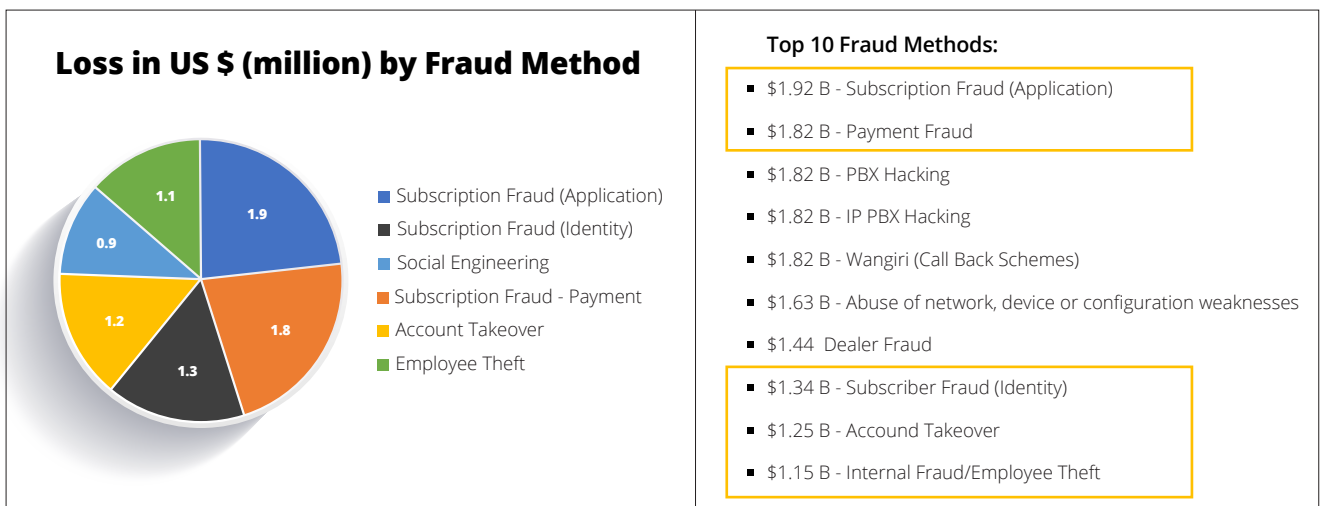 Loss in US $ (million) by Fraud Method
1.9
1.8
1.3
1.2
0.9
1.1
Subscription Fraud (Application)
Subscription Fraud (Identity)
Social Engineering
Subscription Fraud - Payment
Account Takeover
Employee Theft
Top 10 Fraud Methods:
$1.92 B - Subscription Fraud (Application)
$1.82 B - Payment Fraud
$1.82 B - PBX Hacking
$1.82 B - IP PBX Hacking
$1.82 B - Wangiri (Call Back Schemes)
$1.63 B - Abuse of network, device or configuration weaknesses
$1.44 Dealer Fraud
$1.34 B - Subscriber Fraud (Identity)
$1.25 B - Accound Takeover
$1.15 B - Internal Fraud/Employee Theft